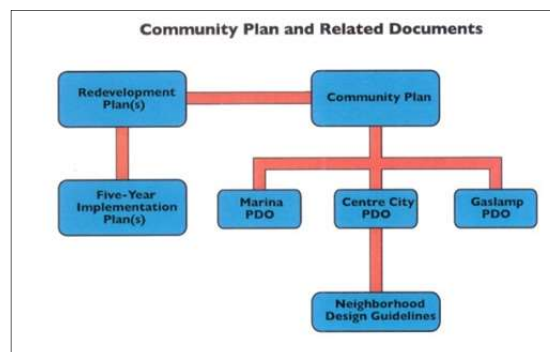 Community Plan and Related Documents
Redevelopment
Plan(s)
Community Plan
Five-Year
Implementation
Plan(s)
Marina
PDO
Centre City
PDO
Gaslamp
PDO
Neighborhood
Design Guidelines